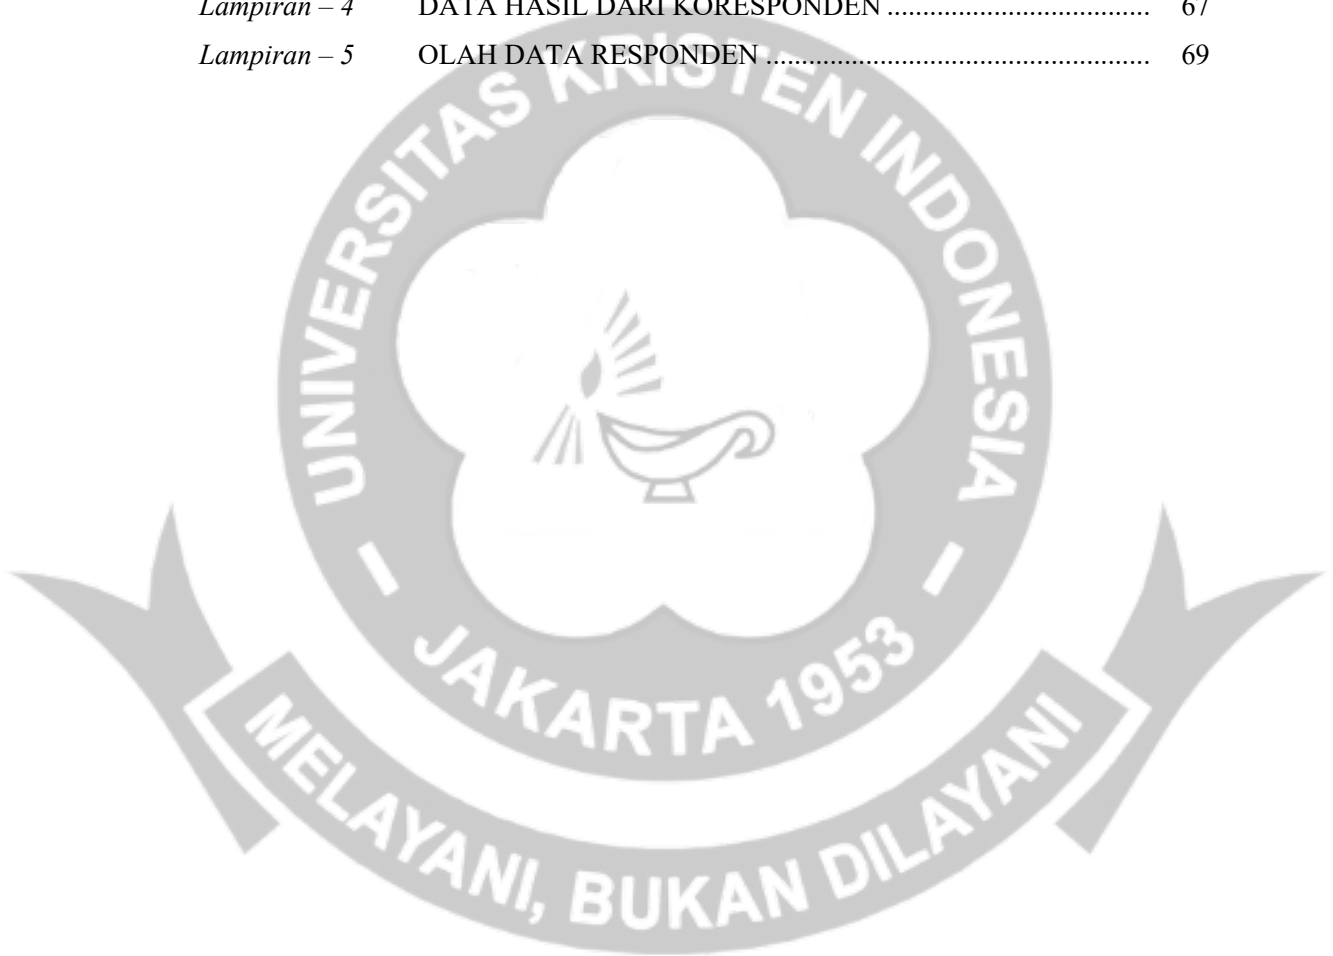 Lampiran – 4 DATA HASIL DARI KORESPONDEN ..................................... 67
Lampiran – 5 OLAH DATA RESPONDEN ...................................................... 69
UNIVERSITAS KRISTEN INDONESIA
– JAKARTA 1953 –
MELAYANI, BUKAN DILAYANI